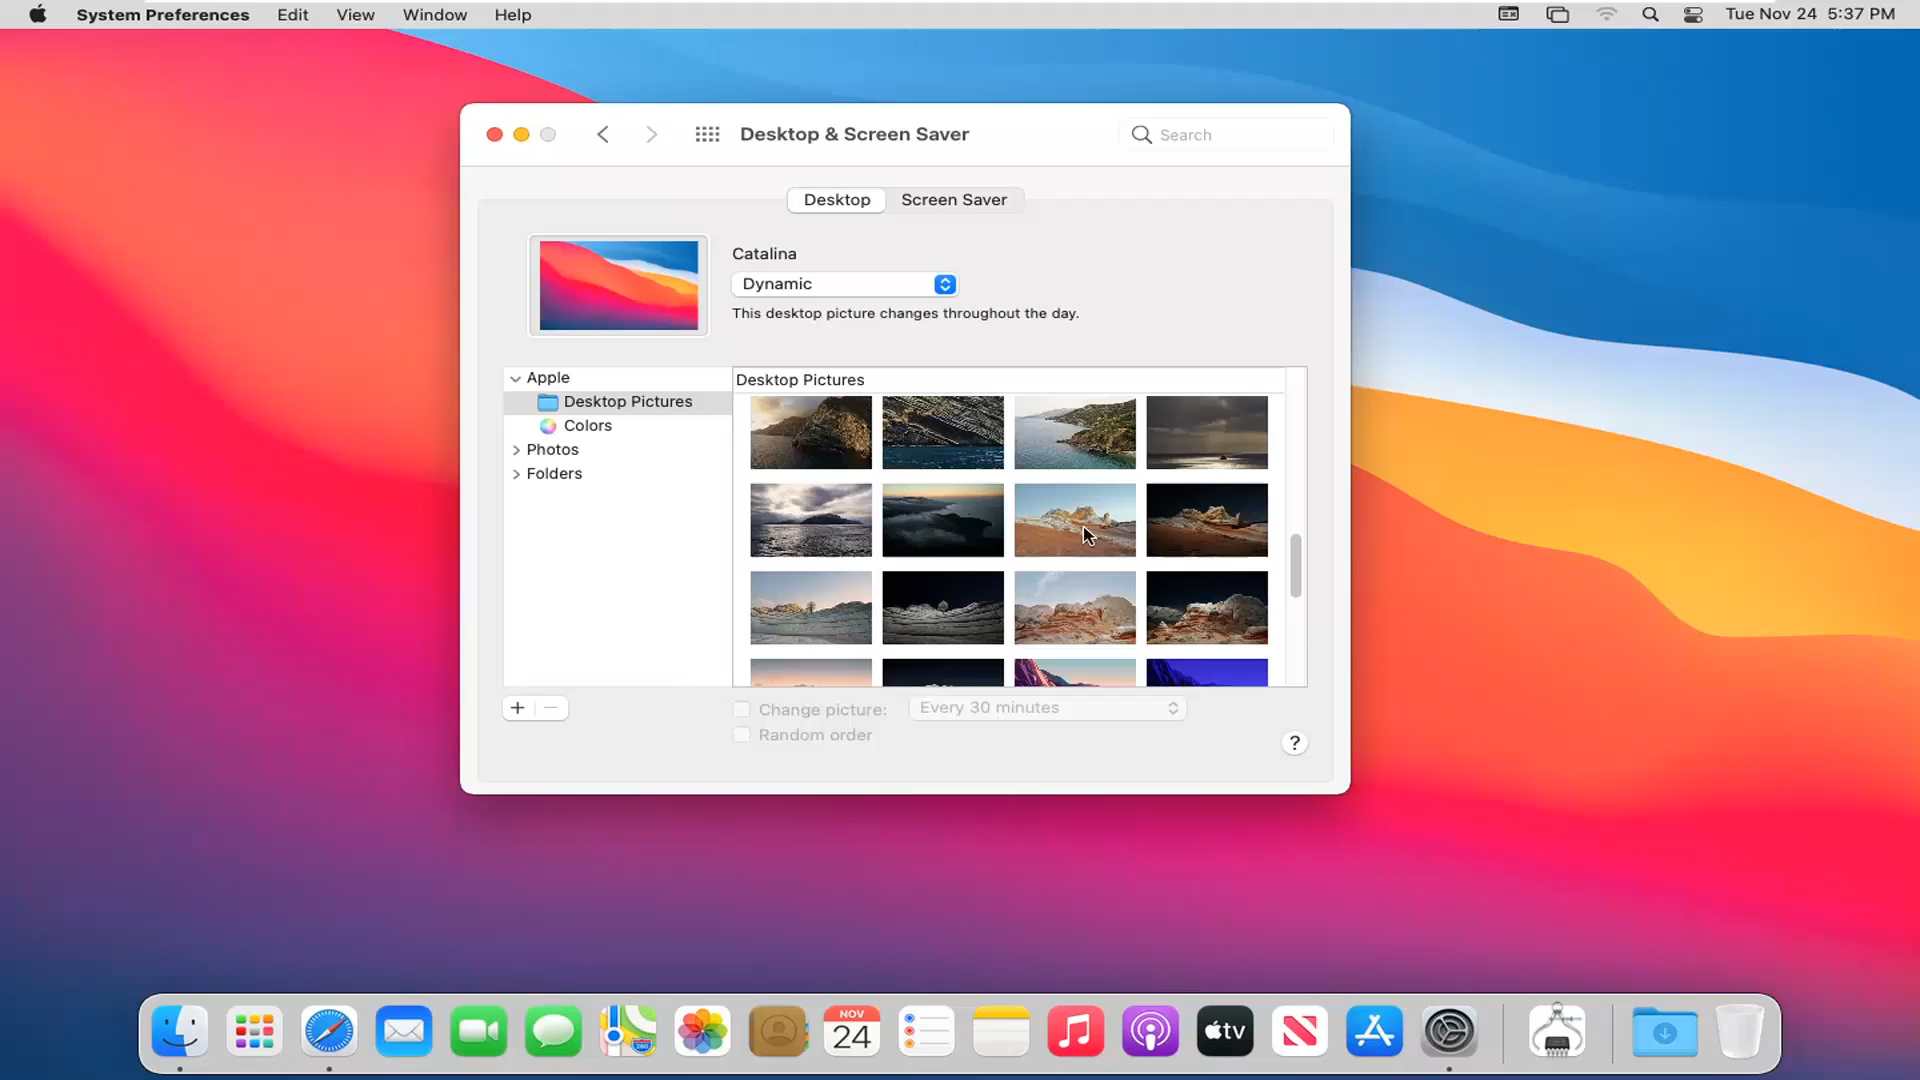 System Preferences Edit View Window Help Tue Nov 24 5:37 PM
Desktop & Screen Saver Search
Desktop Screen Saver
Catalina
Dynamic
This desktop picture changes throughout the day.
Apple
Desktop Pictures
Colors
Photos
Folders
Desktop Pictures
+ −
Change picture: Every 30 minutes
Random order
?
NOV
24
280
tv